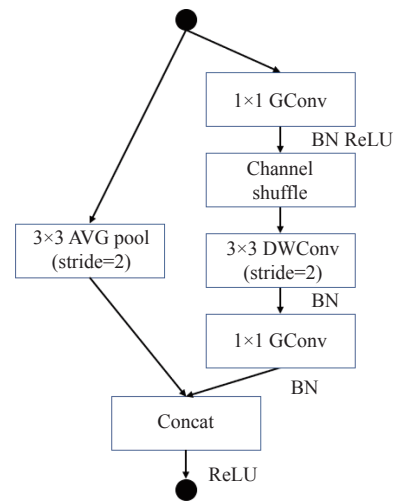 1×1 GConv
BN ReLU
Channel
shuffle
3×3 AVG pool
(stride=2)
3×3 DWConv
(stride=2)
BN
1×1 GConv
BN
Concat
ReLU